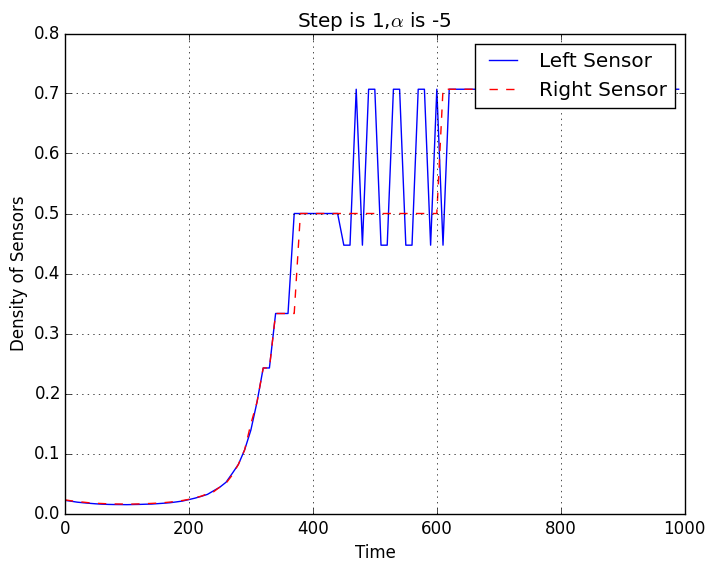 Step is 1,α is -5
Left Sensor
Right Sensor
Density of Sensors
0.8
0.7
0.6
0.5
0.4
0.3
0.2
0.1
0.0
0 200 400 600 800 1000
Time